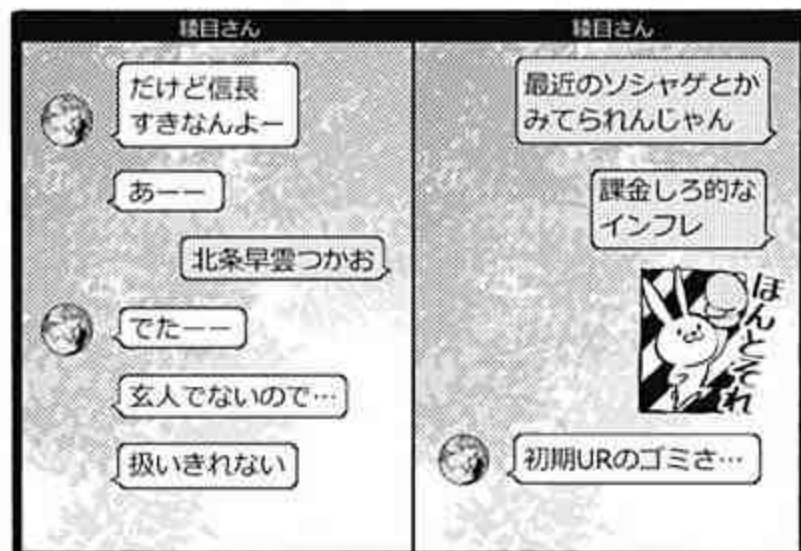 綾目さん
最近のソシャゲとか
みてられんじゃん
課金しろ的な
インフレ
ほんとそれ
初期URのゴミさ…
綾目さん
だけど信長
すきなんよー
あーー
北条早雲つかお
でたーー
玄人でないので…
扱いきれない